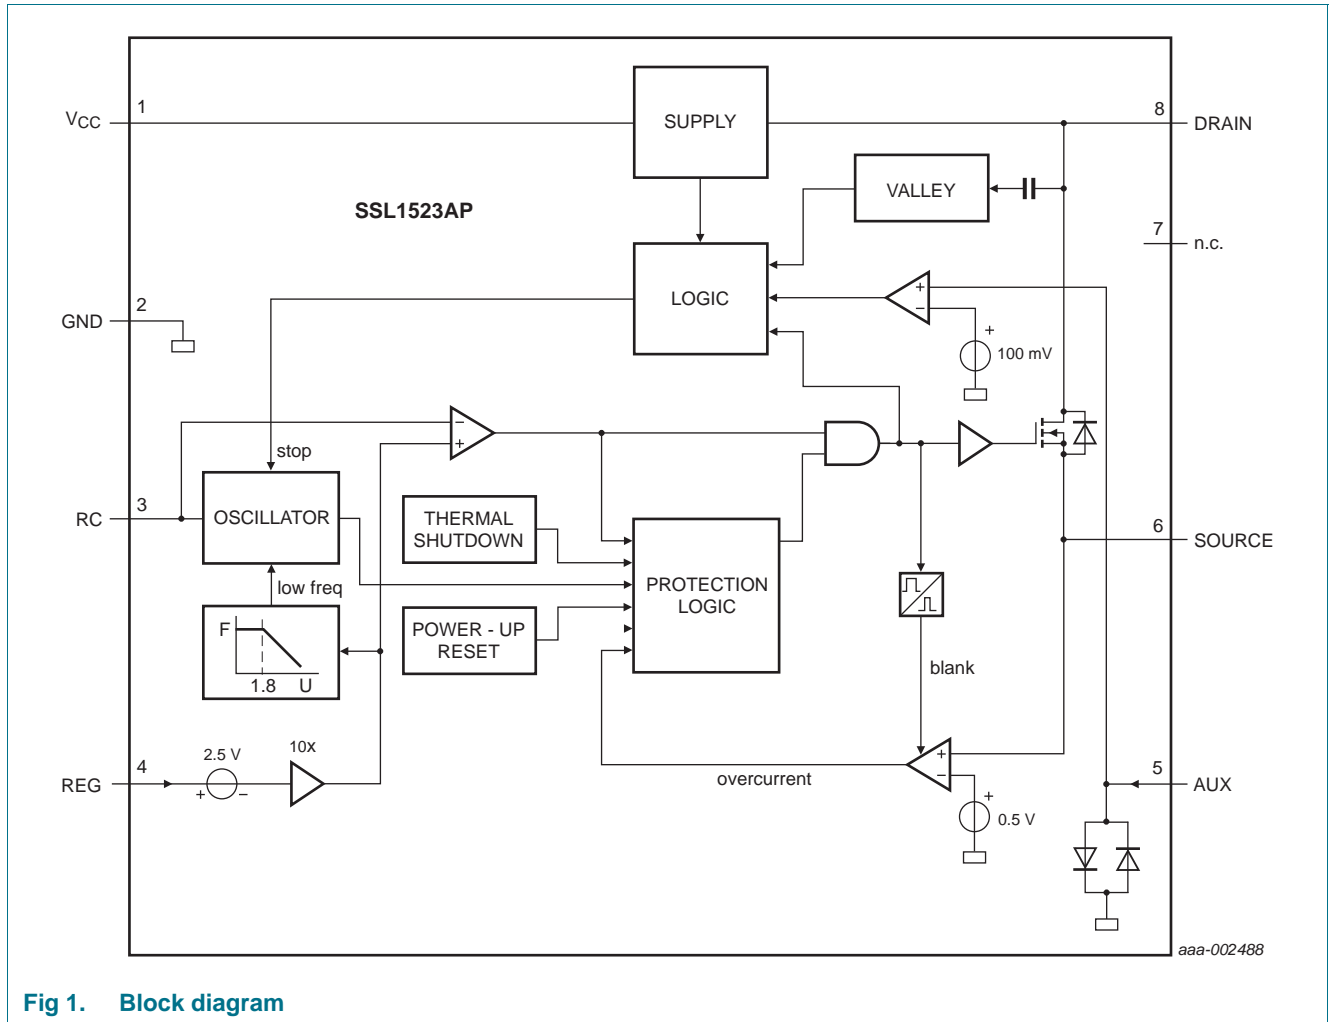 1
8
VCC
SUPPLY
DRAIN
VALLEY
SSL1523AP
7
n.c.
LOGIC
2
GND
+
−
+
100 mV
−
+
stop
3
RC
OSCILLATOR
THERMAL
SHUTDOWN
6
SOURCE
low freq
PROTECTION
LOGIC
F
1.8
U
POWER - UP
RESET
blank
2.5 V
10x
4
REG
+
−
overcurrent
+
−
+
0.5 V
5
AUX
aaa-002488
Fig 1. Block diagram